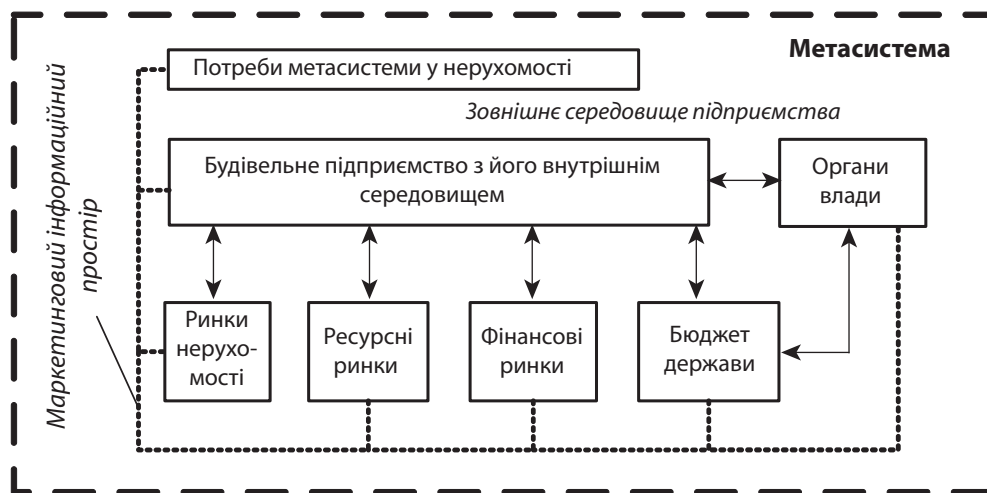 Метасистема
Потреби метасистеми у нерухомості
Зовнішнє середовище підприємства
Маркетинговий інформаційний
простір
Будівельне підприємство з його внутрішнім
середовищем
Органи
влади
Ринки
нерухо-
мості
Ресурсні
ринки
Фінансові
ринки
Бюджет
держави